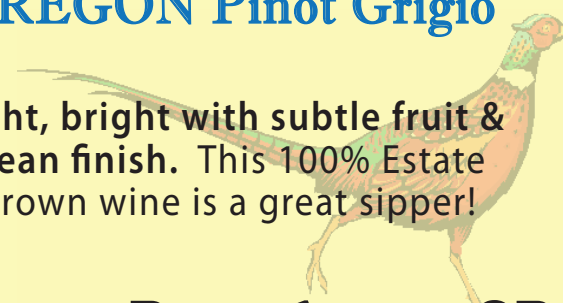 REGON Pinot Grigio
ht, bright with subtle fruit &
ean finish. This 100% Estate
rown wine is a great sipper!